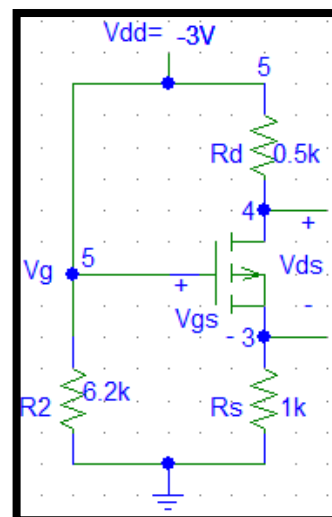 Vdd= -3V
5
Rd 0.5k
4
+
Vg 5
Vds
+
Vgs
-
- 3
6.2k
R2
Rs 1k